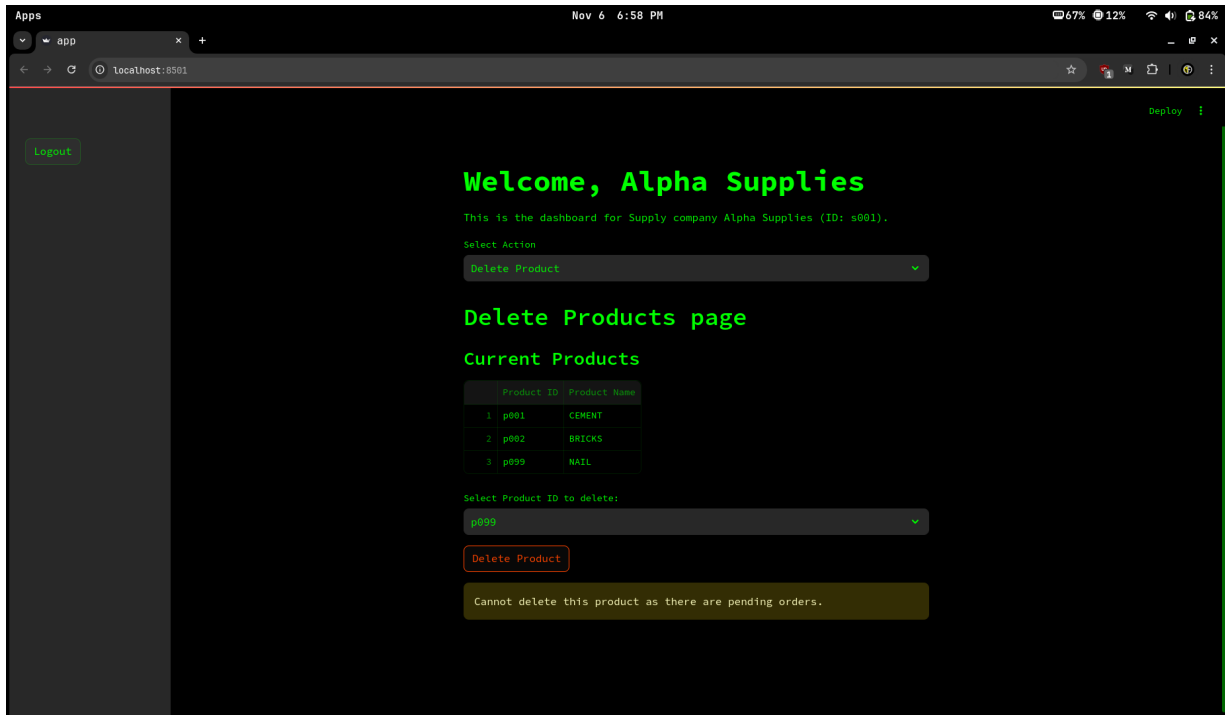 Apps Nov 6 6:58 PM 67% 12% 84%
app
localhost:8501
1 M
Deploy
Logout
Welcome, Alpha Supplies
This is the dashboard for Supply company Alpha Supplies (ID: s001).
Select Action
Delete Product
Delete Products page
Current Products
Product ID Product Name
1 p001 CEMENT
2 p002 BRICKS
3 p099 NAIL
Select Product ID to delete:
p099
Delete Product
Cannot delete this product as there are pending orders.